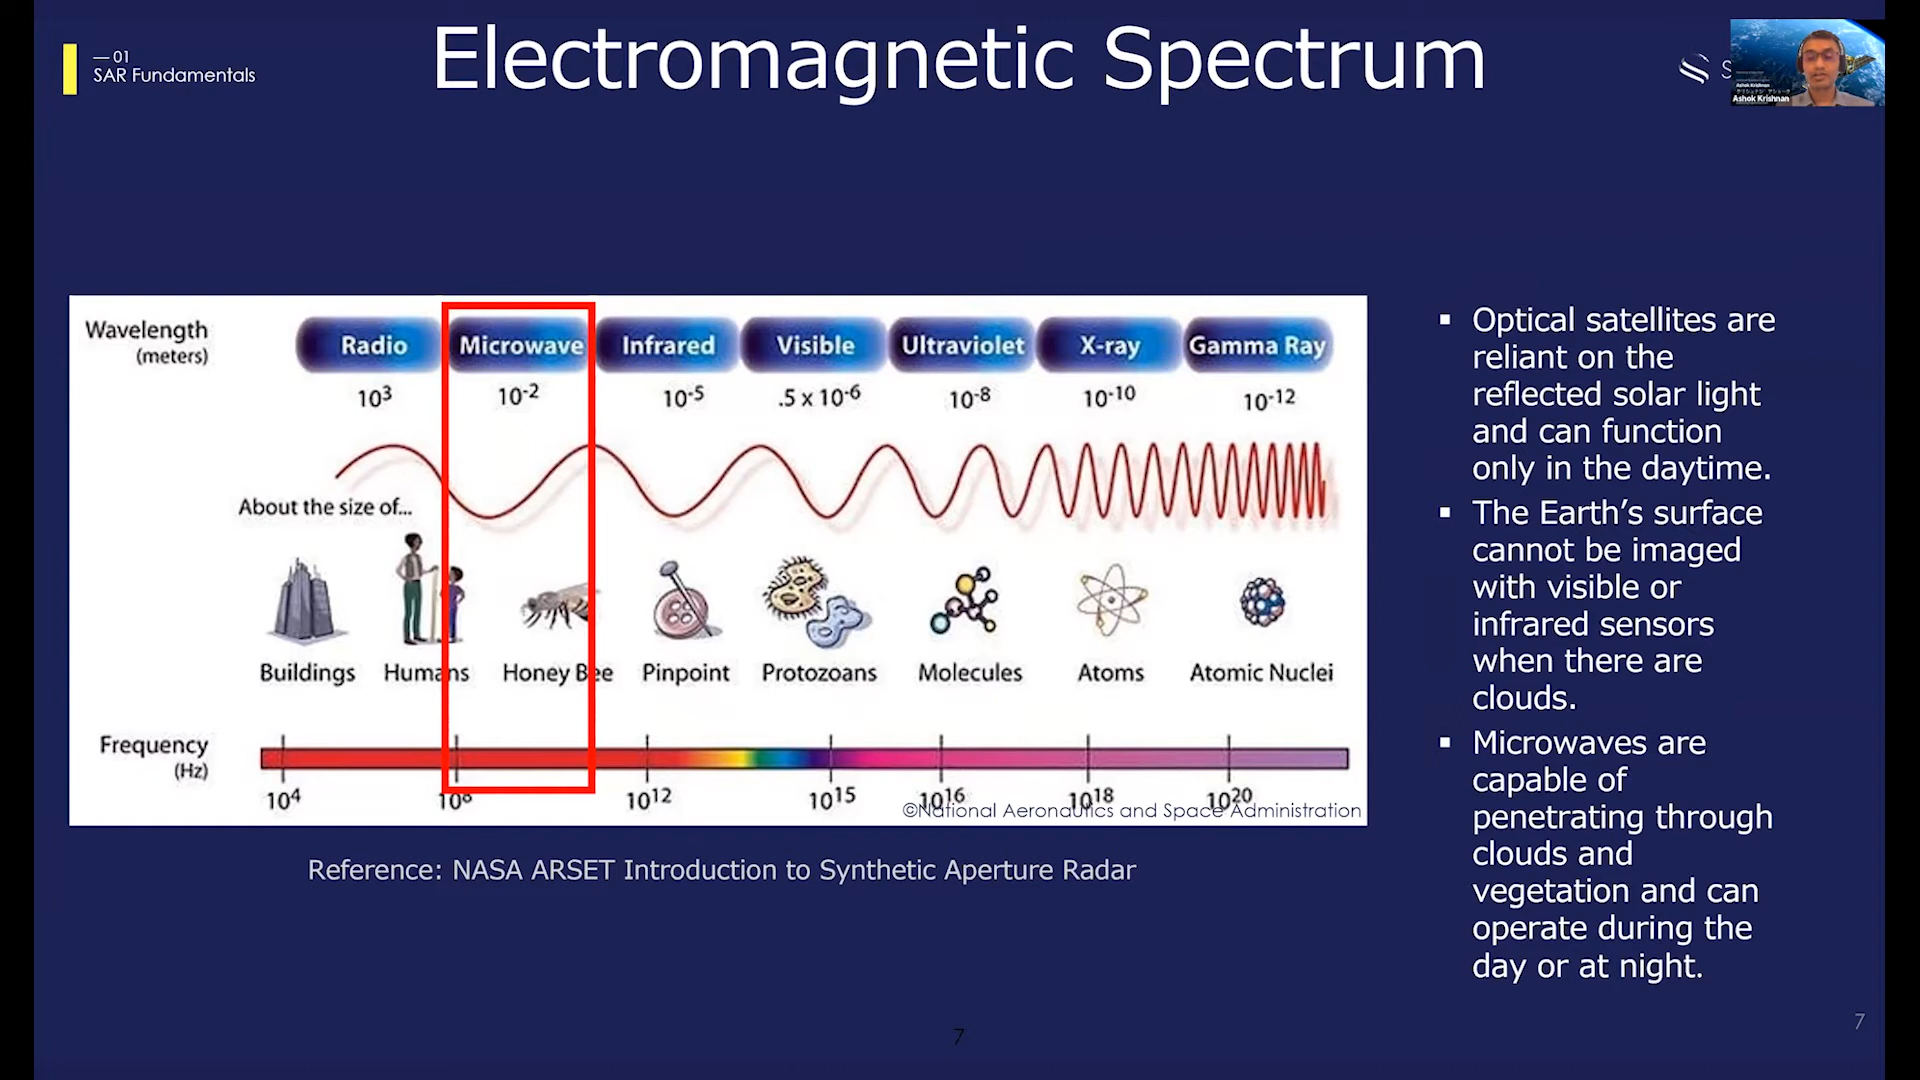 — 01
SAR Fundamentals
Electromagnetic Spectrum
S
Ashok Krishnan
Ashok Krishnan
Wavelength
(meters)
Radio Microwave Infrared Visible Ultraviolet X-ray Gamma Ray
10³ 10⁻² 10⁻⁵ .5 x 10⁻⁶ 10⁻⁸ 10⁻¹⁰ 10⁻¹²
About the size of...
Buildings Humans Honey Bee Pinpoint Protozoans Molecules Atoms Atomic Nuclei
Frequency
(Hz)
10⁴ 10⁸ 10¹² 10¹⁵ 10¹⁶ 10¹⁸ 10²⁰
©National Aeronautics and Space Administration
Reference: NASA ARSET Introduction to Synthetic Aperture Radar
▪ Optical satellites are
reliant on the
reflected solar light
and can function
only in the daytime.
▪ The Earth’s surface
cannot be imaged
with visible or
infrared sensors
when there are
clouds.
▪ Microwaves are
capable of
penetrating through
clouds and
vegetation and can
operate during the
day or at night.
7
7